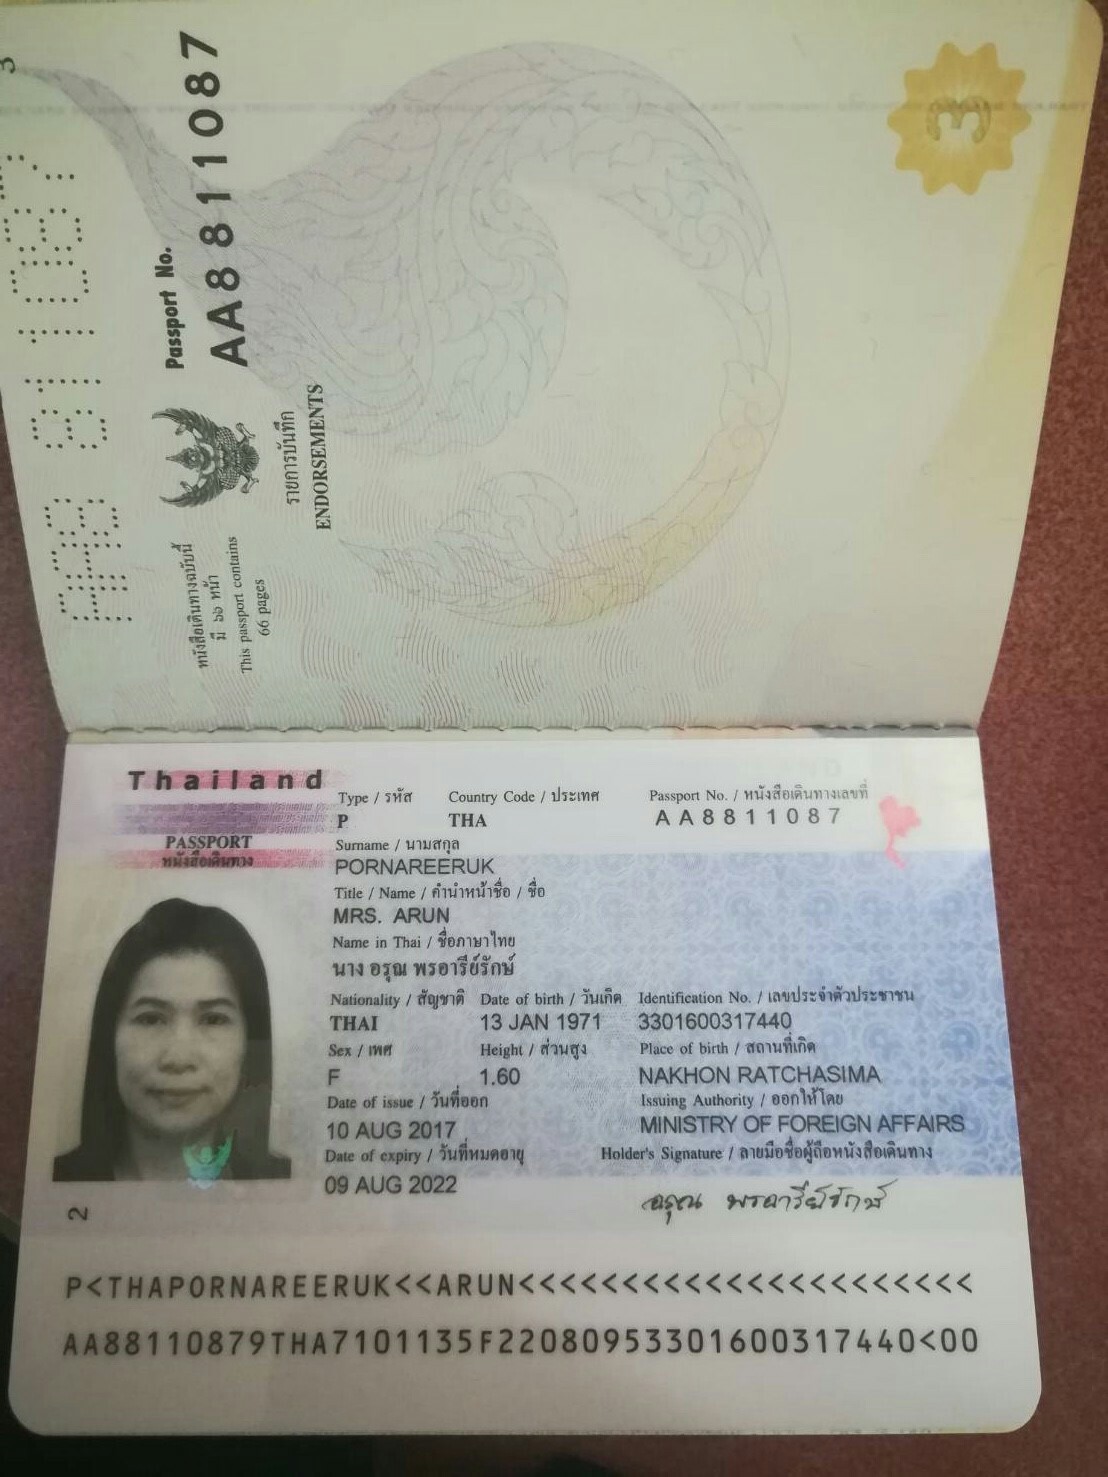 3
AA8811087
Passport No.
AA8811087
หนังสือเดินทางฉบับนี้
มี ๖๖ หน้า
This passport contains
66 pages
รายการบันทึก
ENDORSEMENTS
๓
Thailand
PASSPORT
หนังสือเดินทาง
Type / รหัส Country Code / ประเทศ Passport No. / หนังสือเดินทางเลขที่
P THA AA8811087
Surname / นามสกุล
PORNAREERUK
Title / Name / คำนำหน้าชื่อ / ชื่อ
MRS. ARUN
Name in Thai / ชื่อภาษาไทย
นาง อรุณ พรอารีย์รักษ์
Nationality / สัญชาติ Date of birth / วันเกิด Identification No. / เลขประจำตัวประชาชน
THAI 13 JAN 1971 3301600317440
Sex / เพศ Height / ส่วนสูง Place of birth / สถานที่เกิด
F 1.60 NAKHON RATCHASIMA
Date of issue / วันที่ออก Issuing Authority / ออกให้โดย
10 AUG 2017 MINISTRY OF FOREIGN AFFAIRS
Date of expiry / วันที่หมดอายุ Holder's Signature / ลายมือชื่อผู้ถือหนังสือเดินทาง
09 AUG 2022
อรุณ พรอารีย์รักษ์
2
P<THAPORNAREERUK<<ARUN<<<<<<<<<<<<<<<<<<<<<<
AA88110879THA7101135F22080953301600317440<00